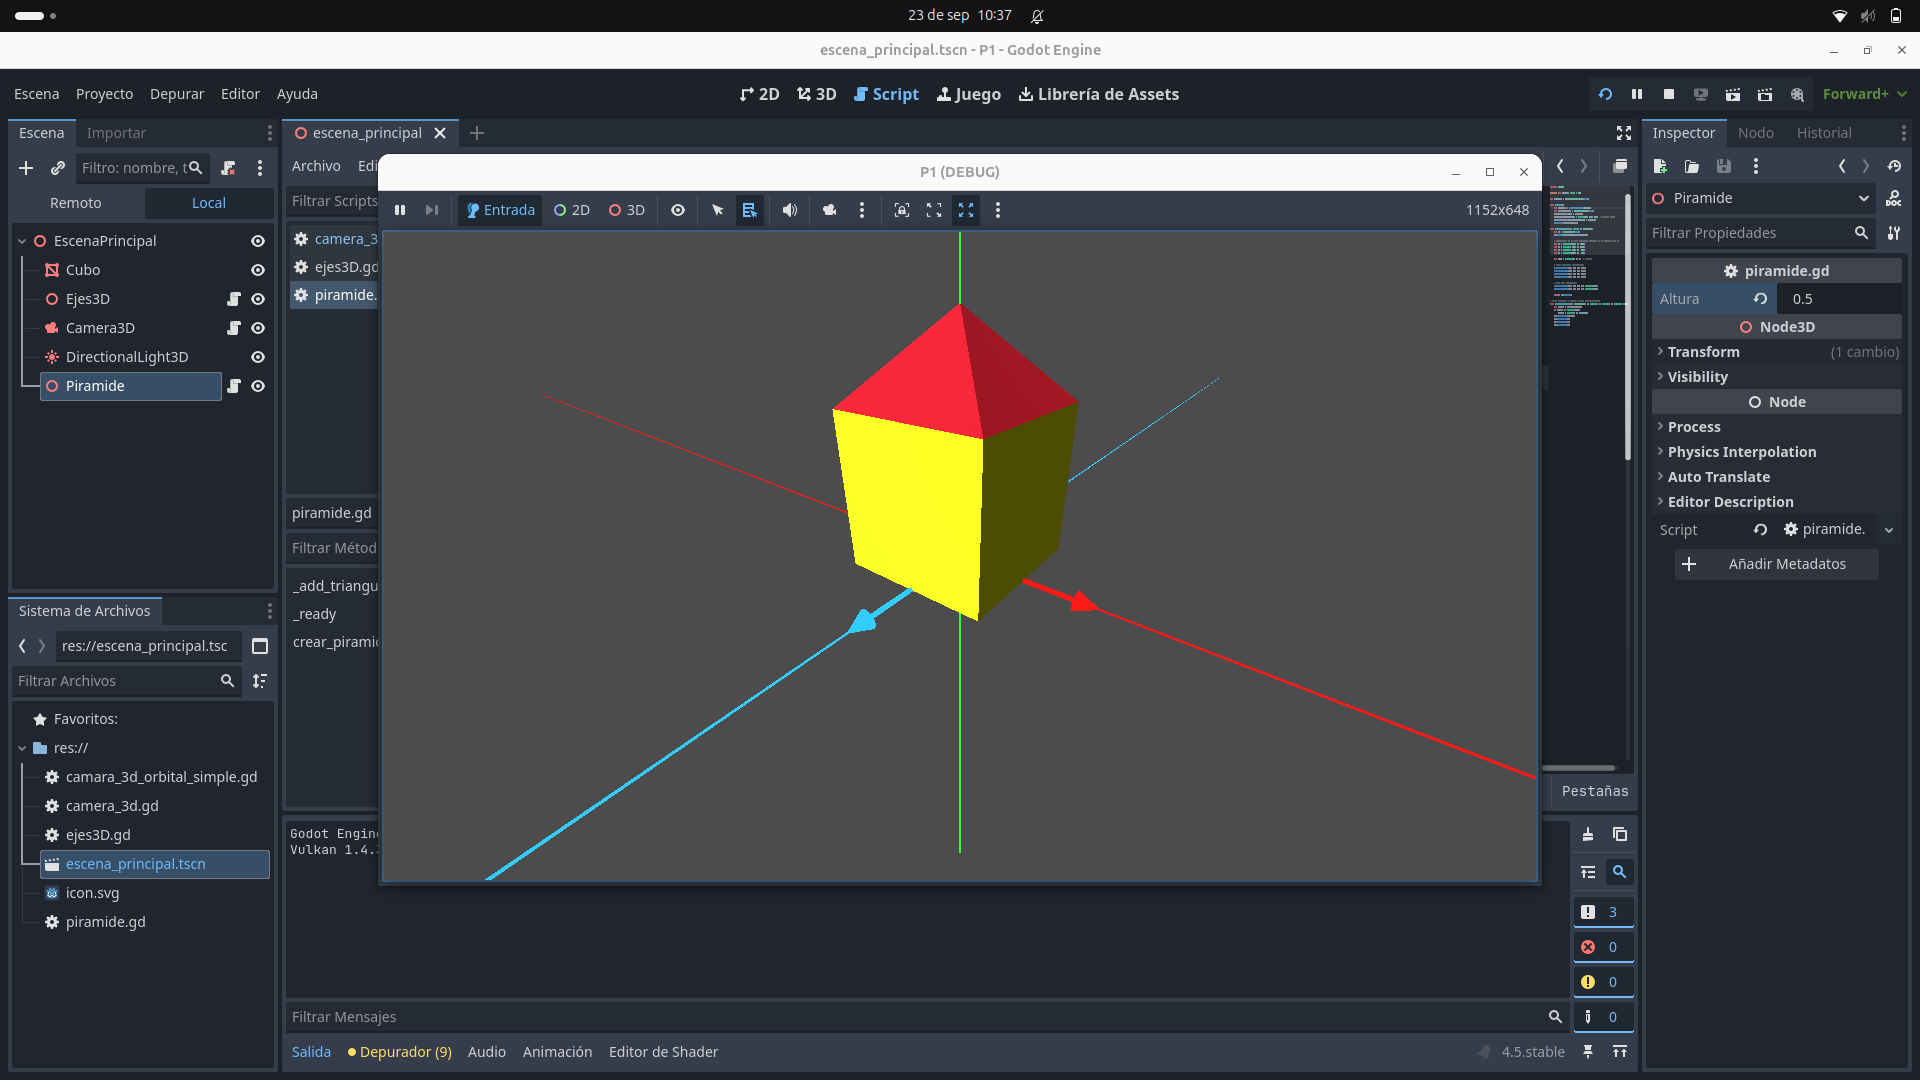 23 de sep 10:37
escena_principal.tscn - P1 - Godot Engine
Escena Proyecto Depurar Editor Ayuda
2D 3D Script Juego Librería de Assets
Forward+
Escena Importar
Filtro: nombre, t
Remoto Local
EscenaPrincipal
Cubo
Ejes3D
Camera3D
DirectionalLight3D
Piramide
Sistema de Archivos
res://escena_principal.tsc
Filtrar Archivos
Favoritos:
res://
camara_3d_orbital_simple.gd
camera_3d.gd
ejes3D.gd
escena_principal.tscn
icon.svg
piramide.gd
escena_principal
Archivo Edi
Filtrar Scripts
camera_3
ejes3D.gd
piramide.
piramide.gd
Filtrar Métod
_add_triangu
_ready
crear_piramid
P1 (DEBUG)
Entrada 2D 3D
1152x648
Pestañas
Godot Engine
Vulkan 1.4.
3
0
0
0
Filtrar Mensajes
Salida Depurador (9) Audio Animación Editor de Shader
4.5.stable
Inspector Nodo Historial
Piramide
Filtrar Propiedades
piramide.gd
Altura 0.5
Node3D
Transform (1 cambio)
Visibility
Node
Process
Physics Interpolation
Auto Translate
Editor Description
Script piramide.
Añadir Metadatos